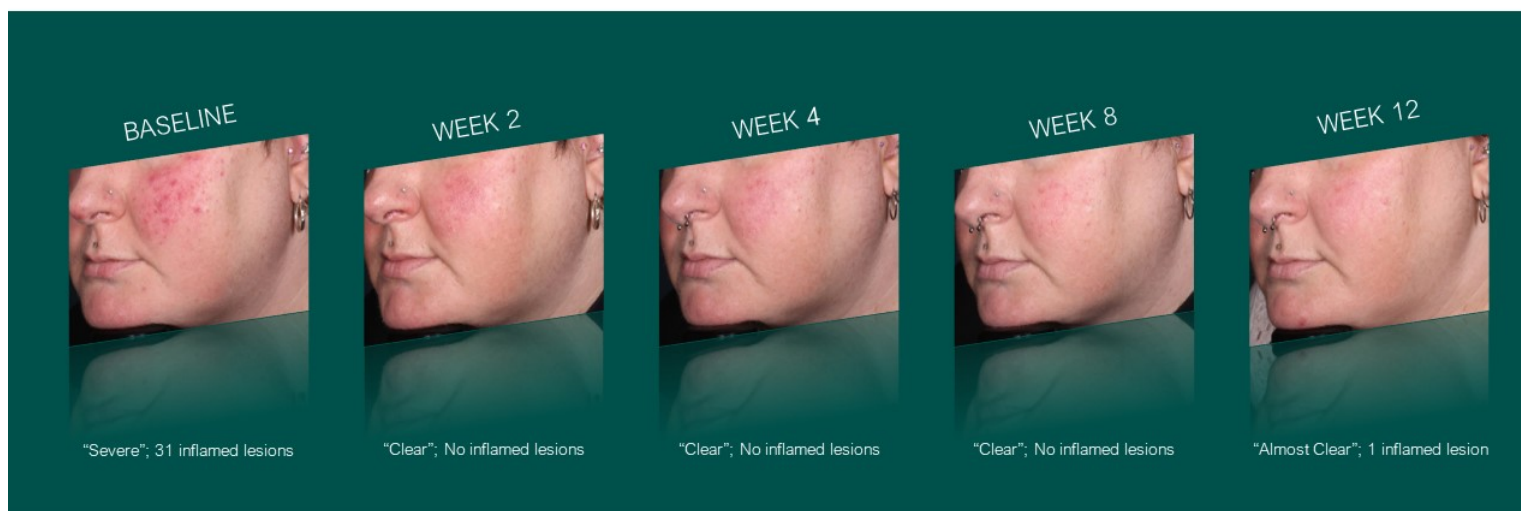 BASELINE
WEEK 2
WEEK 4
WEEK 8
WEEK 12
“Severe”; 31 inflamed lesions
“Clear”; No inflamed lesions
“Clear”; No inflamed lesions
“Clear”; No inflamed lesions
“Almost Clear”; 1 inflamed lesion